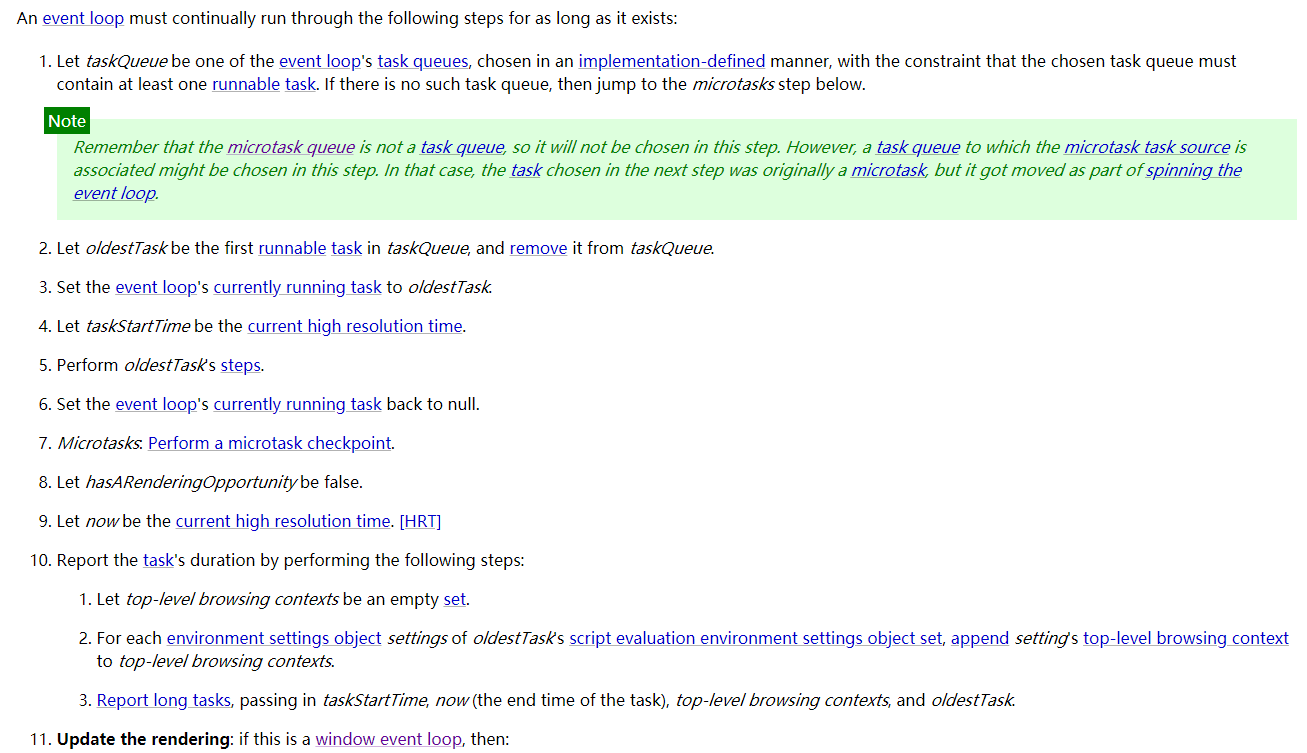 An event loop must continually run through the following steps for as long as it exists:
1. Let taskQueue be one of the event loop's task queues, chosen in an implementation-defined manner, with the constraint that the chosen task queue must
contain at least one runnable task. If there is no such task queue, then jump to the microtasks step below.
Note
Remember that the microtask queue is not a task queue, so it will not be chosen in this step. However, a task queue to which the microtask task source is
associated might be chosen in this step. In that case, the task chosen in the next step was originally a microtask, but it got moved as part of spinning the
event loop.
2. Let oldestTask be the first runnable task in taskQueue, and remove it from taskQueue.
3. Set the event loop's currently running task to oldestTask.
4. Let taskStartTime be the current high resolution time.
5. Perform oldestTask's steps.
6. Set the event loop's currently running task back to null.
7. Microtasks: Perform a microtask checkpoint.
8. Let hasARenderingOpportunity be false.
9. Let now be the current high resolution time. [HRT]
10. Report the task's duration by performing the following steps:
1. Let top-level browsing contexts be an empty set.
2. For each environment settings object settings of oldestTask's script evaluation environment settings object set, append setting's top-level browsing context
to top-level browsing contexts.
3. Report long tasks, passing in taskStartTime, now (the end time of the task), top-level browsing contexts, and oldestTask.
11. Update the rendering: if this is a window event loop, then: